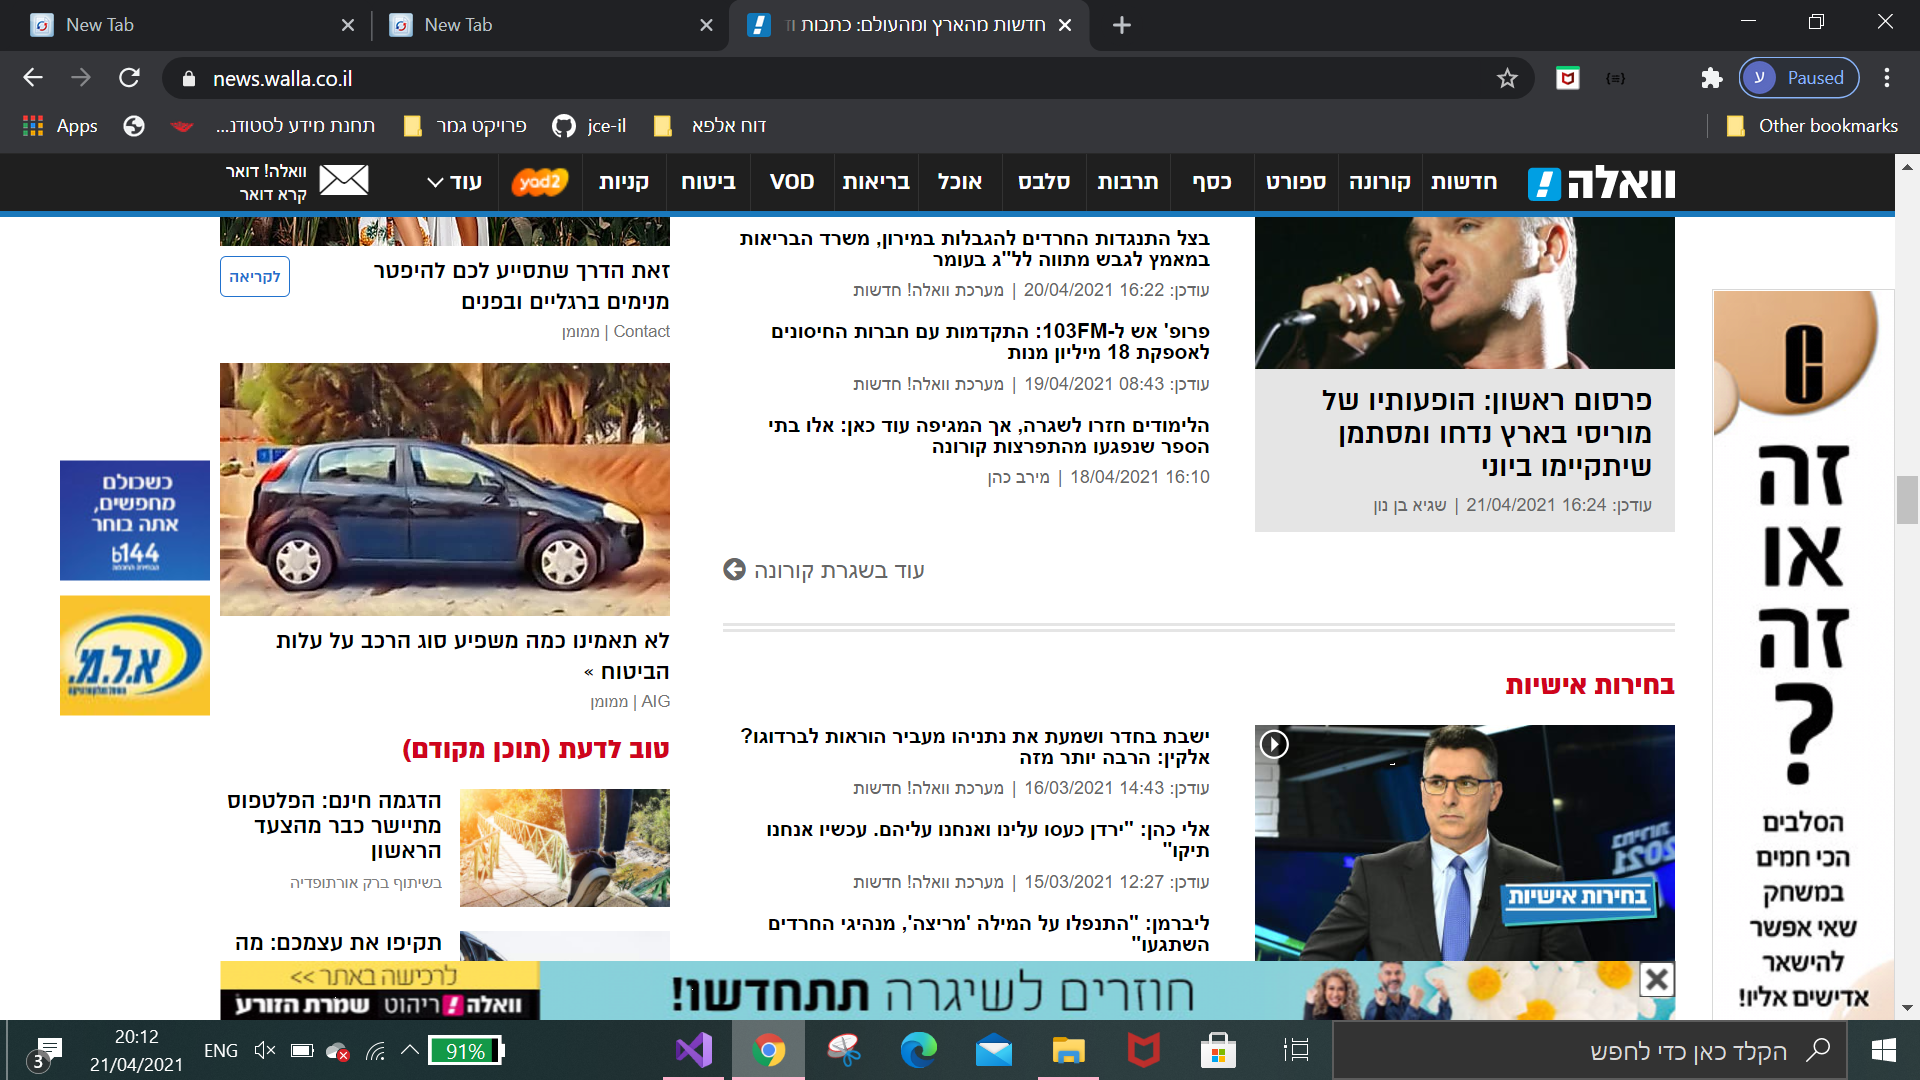 New Tab
New Tab
חדשות מהארץ ומהעולם: כתבות
news.walla.co.il
ע
Paused
Apps
תחנת מידע לסטודנ...
פרויקט גמר
jce-il
דוח אלפא
Other bookmarks
וואלה!
חדשות
קורונה
ספורט
כסף
תרבות
סלבס
אוכל
בריאות
VOD
ביטוח
קניות
yad2
עוד
וואלה! דואר
קרא דואר
פרסום ראשון: הופעותיו של
מוריסי בארץ נדחו ומסתמן
שיתקיימו ביוני
עודכן: 16:24 21/04/2021 | שגיא בן נון
בצל התנגדות החרדים להגבלות במירון, משרד הבריאות
במאמץ לגבש מתווה לל"ג בעומר
עודכן: 16:22 20/04/2021 | מערכת וואלה! חדשות
פרופ' אש ל-103FM: התקדמות עם חברות החיסונים
לאספקת 18 מיליון מנות
עודכן: 08:43 19/04/2021 | מערכת וואלה! חדשות
הלימודים חזרו לשגרה, אך המגיפה עוד כאן: אלו בתי
הספר שנפגעו מהתפרצות קורונה
16:10 18/04/2021 | מירב כהן
עוד בשגרת קורונה
בחירות אישיות
בחירות אישיות
ישבת בחדר ושמעת את נתניהו מעביר הוראות לברדוגו?
אלקין: הרבה יותר מזה
עודכן: 14:43 16/03/2021 | מערכת וואלה! חדשות
אלי כהן: "ירדן כעסו עלינו ואנחנו עליהם. עכשיו אנחנו
תיקו"
עודכן: 12:27 15/03/2021 | מערכת וואלה! חדשות
ליברמן: "התנפלו על המילה 'מריצה', מנהיגי החרדים
השתגעו"
זאת הדרך שתסייע לכם להיפטר
מנימים ברגליים ובפנים
לקריאה
Contact | ממומן
לא תאמינו כמה משפיע סוג הרכב על עלות
הביטוח »
AIG | ממומן
טוב לדעת (תוכן מקודם)
הדגמה חינם: הפלטפוס
מתיישר כבר מהצעד
הראשון
בשיתוף ברק אורתופדיה
תקיפו את עצמכם: מה
כשכולם
מחפשים,
אתה בוחר
b144
א.ל.מ.
C
זה
או
זה
?
הסלבים
הכי חמים
במשחק
שאי אפשר
להישאר
אדישים אליו!
חוזרים לשיגרה תתחדשו!
לרכישה באתר >>
וואלה! ריהוט שמרת הזורע
3
20:12
21/04/2021
ENG
91%
הקלד כאן כדי לחפש